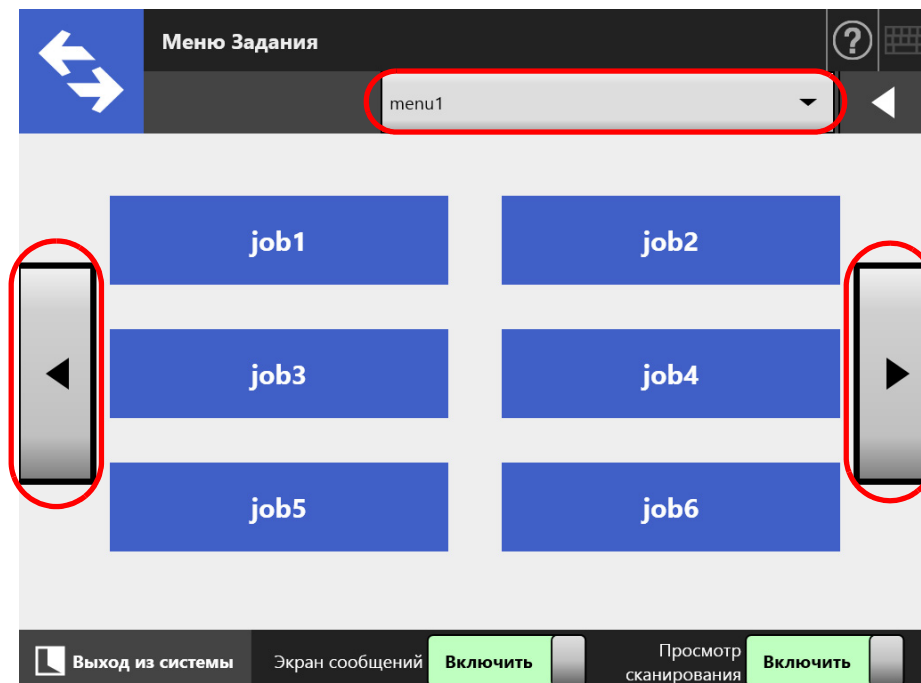 Меню Задания
?
menu1
job1
job2
job3
job4
job5
job6
Выход из системы
Экран сообщений
Включить
Просмотр
сканирования
Включить